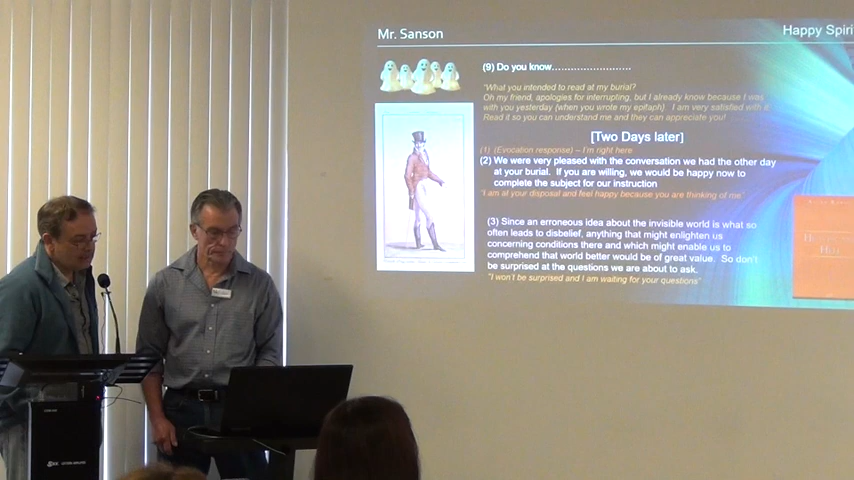 Mr. Sanson
Happy Spiri
(9) Do you know
"What you intended to read at my burial?
Oh my friend, apologies for interrupting, but I already know because I was
with you yesterday (when you wrote my epitaph). I am very satisfied with it.
Read it so you can understand me and they can appreciate you!
[Two Days later]
(1) (Evocation response) – I'm right here
(2) We were very pleased with the conversation we had the other day
at your burial. If you are willing, we would be happy now to
complete the subject for our instruction
"I am at your disposal and feel happy because you are thinking of me."
(3) Since an erroneous idea about the invisible world is what so
often leads to disbelief, anything that might enlighten us
concerning conditions there and which might enable us to
comprehend that world better would be of great value. So don't
be surprised at the questions we are about to ask.
"I won't be surprised and I am waiting for your questions"